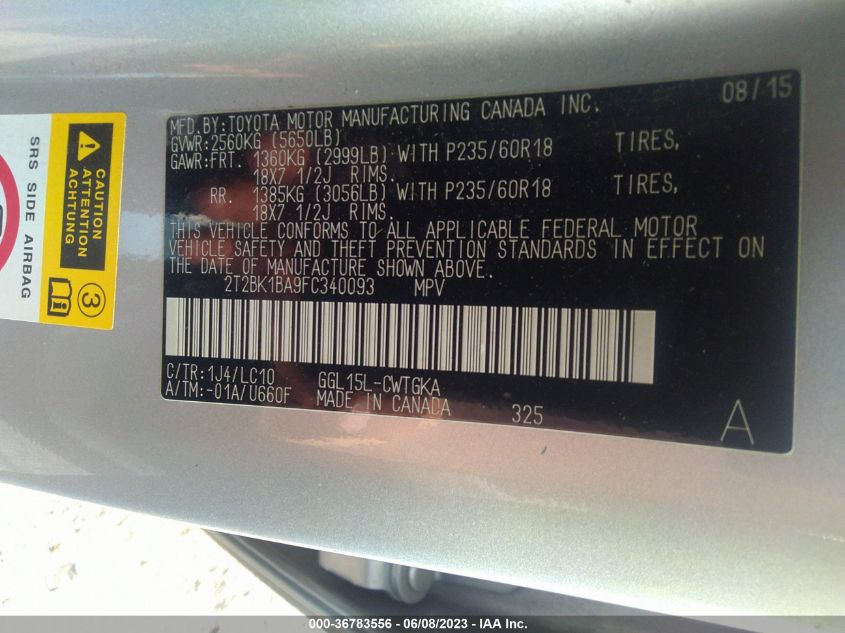 08/15
MFD.BY:TOYOTA MOTOR MANUFACTURING CANADA INC.
GVWR:2560KG (5650LB)
GAWR:FRT. 1360KG (2999LB) WITH P235/60R18 TIRES,
18X7 1/2J RIMS.
RR. 1385KG (3056LB) WITH P235/60R18 TIRES,
18X7 1/2J RIMS.
THIS VEHICLE CONFORMS TO ALL APPLICABLE FEDERAL MOTOR
VEHICLE SAFETY AND THEFT PREVENTION STANDARDS IN EFFECT ON
THE DATE OF MANUFACTURE SHOWN ABOVE.
2T2BK1BA9FC340093 MPV
C/TR:1J4/LC10 GGL15L-CWTGKA
A/TM:-01A/U660F MADE IN CANADA 325
A
SRS SIDE AIRBAG
CAUTION
ATTENTION
ACHTUNG
3
000-36783556 - 06/08/2023 - IAA Inc.